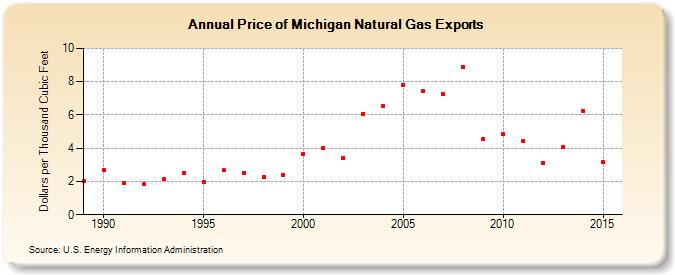 Annual Price of Michigan Natural Gas Exports
Dollars per Thousand Cubic Feet
10
8
6
4
2
0
1990 1995 2000 2005 2010 2015
Source: U.S. Energy Information Administration